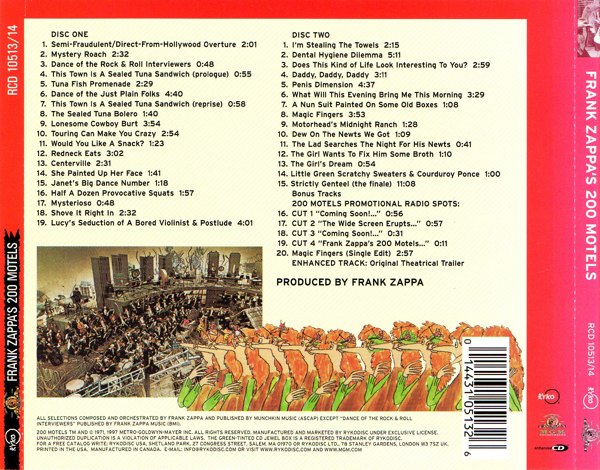 RCD 10513/14
FRANK ZAPPA'S 200 MOTELS
RYKO
DISC ONE
1. Semi-Fraudulent/Direct-From-Hollywood Overture 2:01
2. Mystery Roach 2:32
3. Dance of the Rock & Roll Interviewers 0:48
4. This Town Is A Sealed Tuna Sandwich (prologue) 0:55
5. Tuna Fish Promenade 2:29
6. Dance of the Just Plain Folks 4:40
7. This Town Is A Sealed Tuna Sandwich (reprise) 0:58
8. The Sealed Tuna Bolero 1:40
9. Lonesome Cowboy Burt 3:54
10. Touring Can Make You Crazy 2:54
11. Would You Like A Snack? 1:23
12. Redneck Eats 3:02
13. Centerville 2:31
14. She Painted Up Her Face 1:41
15. Janet's Big Dance Number 1:18
16. Half A Dozen Provocative Squats 1:57
17. Mysterioso 0:48
18. Shove It Right In 2:32
19. Lucy's Seduction of A Bored Violinist & Postlude 4:01
DISC TWO
1. I'm Stealing The Towels 2:15
2. Dental Hygiene Dilemma 5:11
3. Does This Kind of Life Look Interesting To You? 2:59
4. Daddy, Daddy, Daddy 3:11
5. Penis Dimension 4:37
6. What Will This Evening Bring Me This Morning 3:29
7. A Nun Suit Painted On Some Old Boxes 1:08
8. Magic Fingers 3:53
9. Motorhead's Midnight Ranch 1:28
10. Dew On The Newts We Got 1:09
11. The Lad Searches The Night For His Newts 0:41
12. The Girl Wants To Fix Him Some Broth 1:10
13. The Girl's Dream 0:54
14. Little Green Scratchy Sweaters & Courduroy Ponce 1:00
15. Strictly Genteel (the finale) 11:08
Bonus Tracks
200 MOTELS PROMOTIONAL RADIO SPOTS:
16. CUT 1 "Coming Soon!..." 0:56
17. CUT 2 "The Wide Screen Erupts..." 0:57
18. CUT 3 "Coming Soon!..." 0:31
19. CUT 4 "Frank Zappa's 200 Motels..." 0:11
20. Magic Fingers (Single Edit) 2:57
ENHANCED TRACK: Original Theatrical Trailer
PRODUCED BY FRANK ZAPPA
0 14431 05132 6
ALL SELECTIONS COMPOSED AND ORCHESTRATED BY FRANK ZAPPA AND PUBLISHED BY MUNCHKIN MUSIC (ASCAP) EXCEPT "DANCE OF THE ROCK & ROLL
INTERVIEWERS" PUBLISHED BY FRANK ZAPPA MUSIC (BMI).
200 MOTELS TM AND © 1971, 1997 METRO-GOLDWYN-MAYER INC. ALL RIGHTS RESERVED. MANUFACTURED AND MARKETED BY RYKODISC UNDER EXCLUSIVE LICENSE.
UNAUTHORIZED DUPLICATION IS A VIOLATION OF APPLICABLE LAWS. THE GREEN-TINTED CD JEWEL BOX IS A REGISTERED TRADEMARK OF RYKODISC.
FOR A FREE CATALOG WRITE: RYKODISC USA, SHETLAND PARK, 27 CONGRESS STREET, SALEM, MA 01970 OR RYKODISC LTD., 78 STANLEY GARDENS, LONDON W3 7SZ UK.
PRINTED/MANUFACTURED IN CANADA. E-MAIL: INFO@RYKODISC.COM OR VISIT WEBSITES WWW.RYKODISC.COM AND WWW.MGM.COM
FRANK ZAPPA'S 200 MOTELS
RCD 10513/14
RYKO
enhanced CD